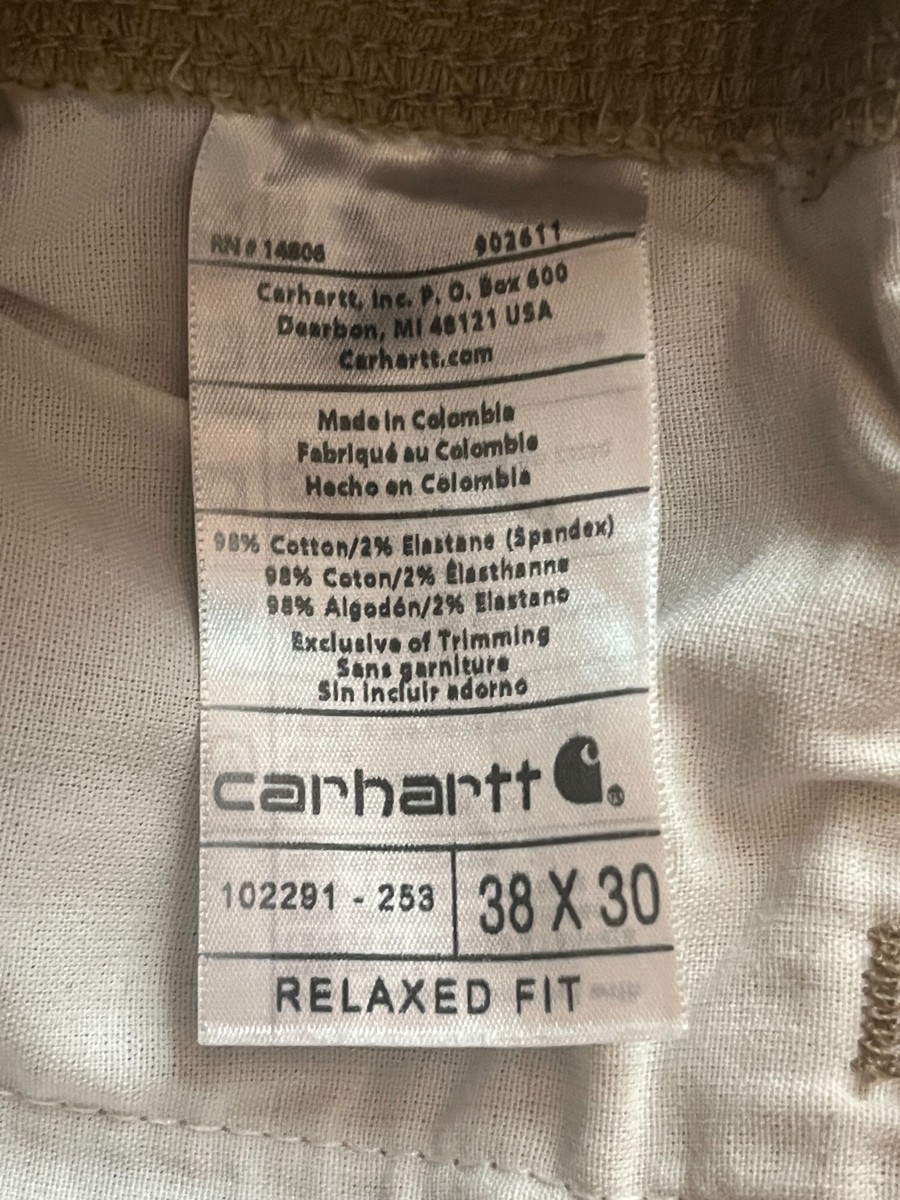 RN # 14806 902611
Carhartt, Inc. P. O. Box 600
Dearbon, MI 48121 USA
Carhartt.com
Made in Colombia
Fabriqué au Colombie
Hecho en Colombia
98% Cotton/2% Elastane (Spandex)
98% Coton/2% Élasthanne
98% Algodón/2% Elastano
Exclusive of Trimming
Sans garniture
Sin incluir adorno
carhartt ®
102291 - 253
38 X 30
RELAXED FIT